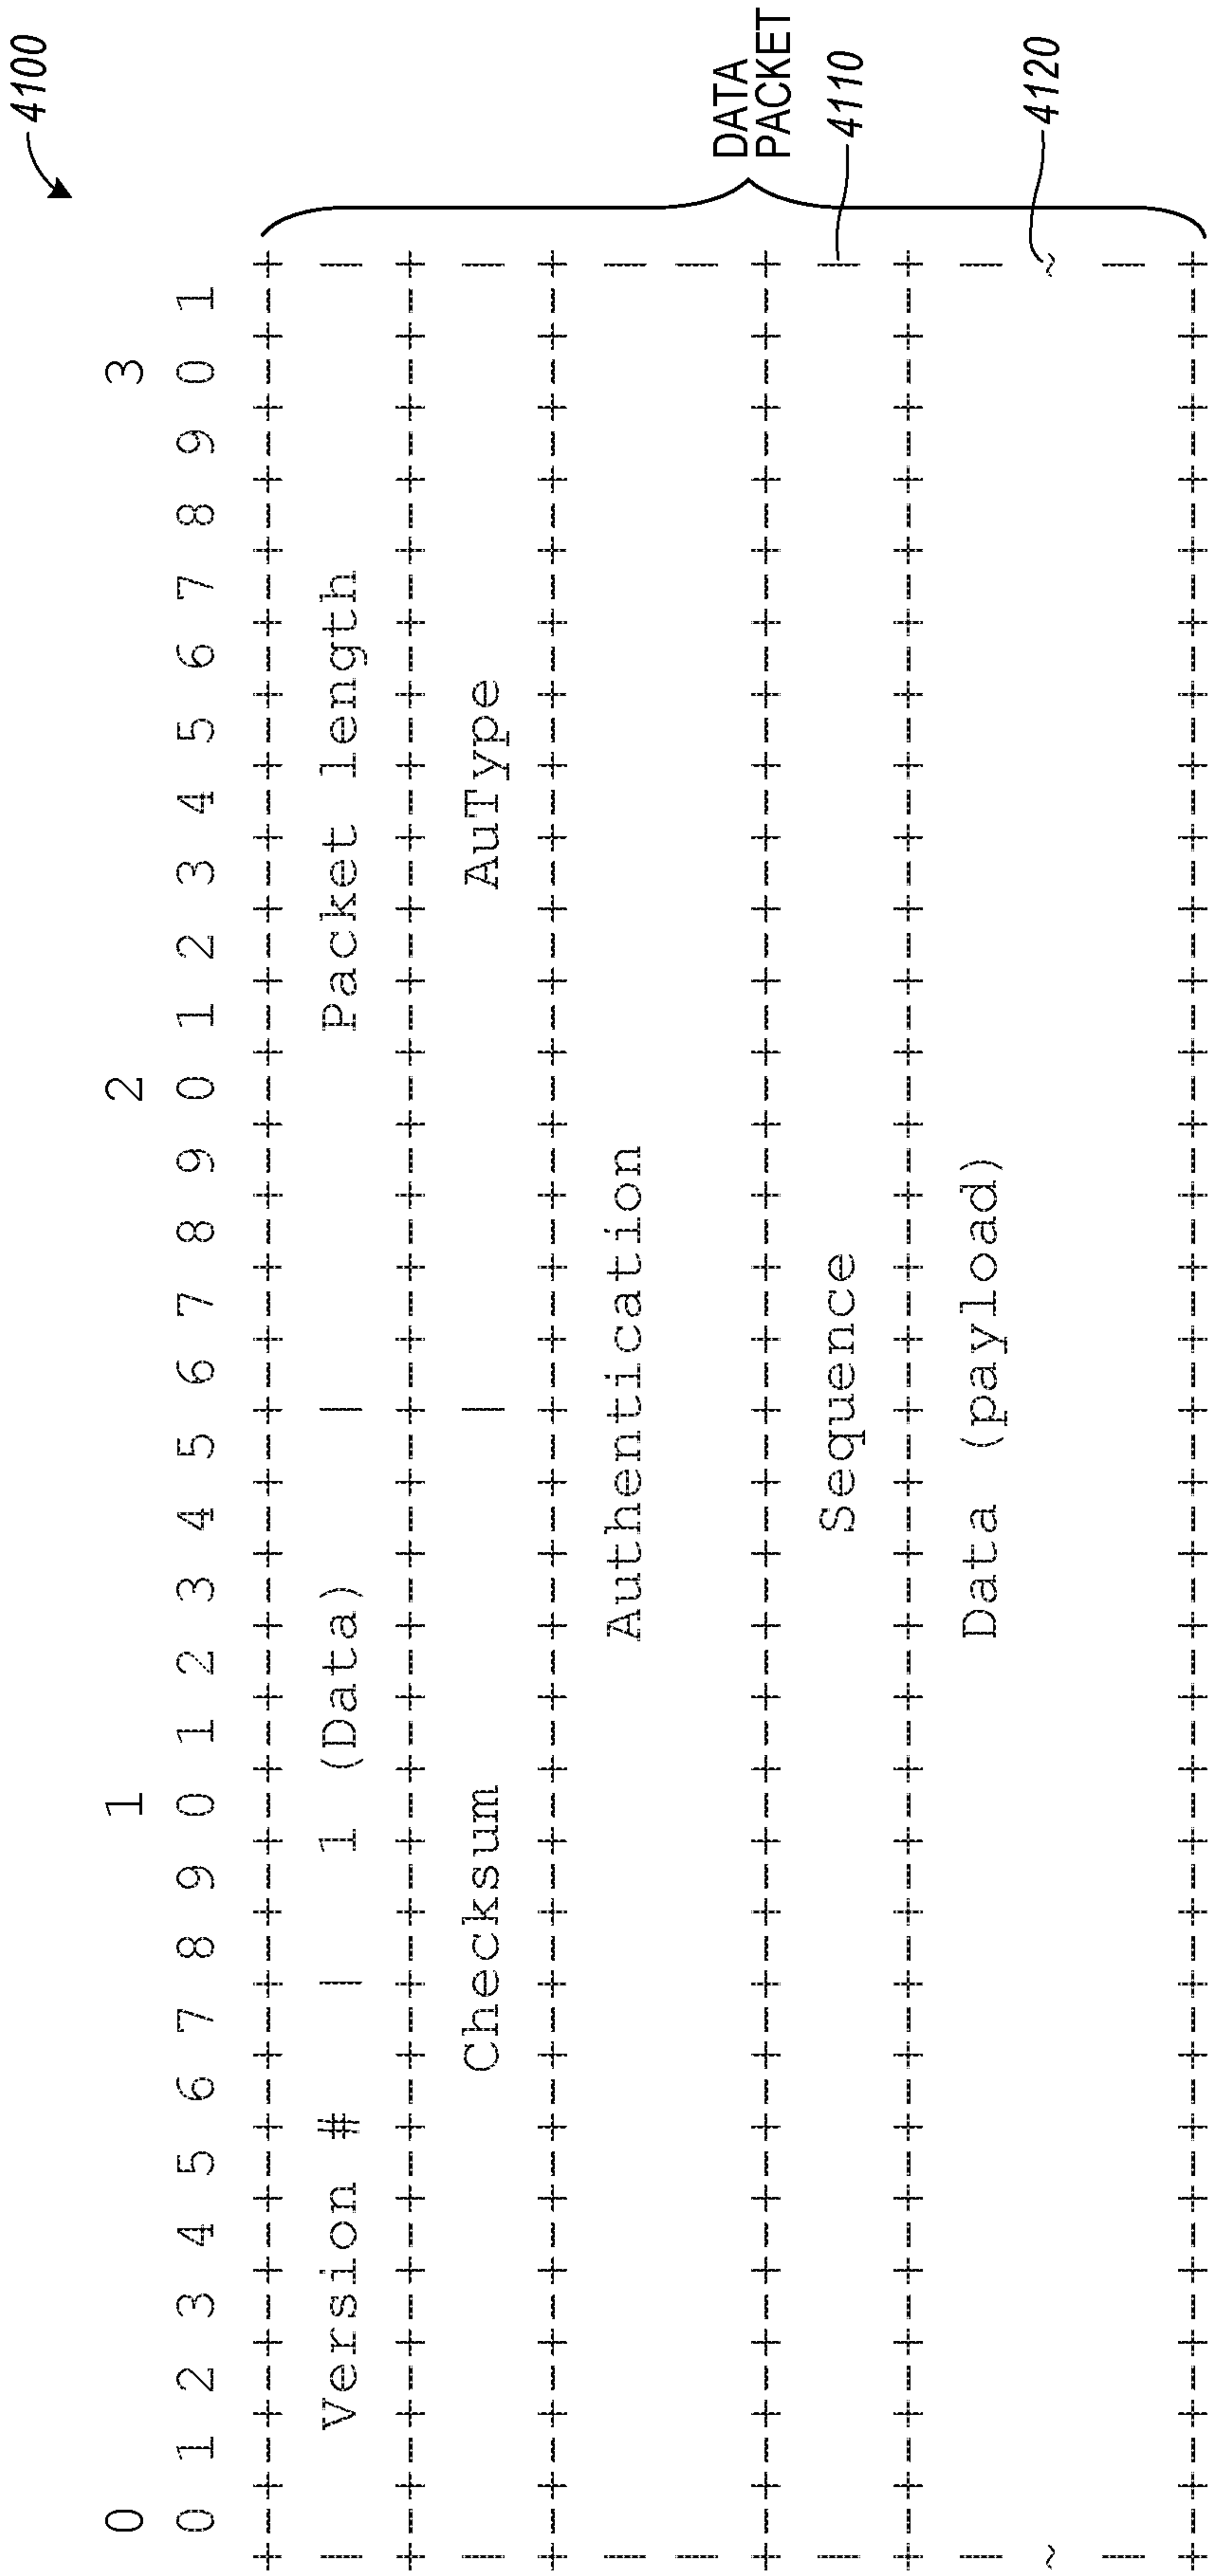 4100
0                   1                   2                   3
0 1 2 3 4 5 6 7 8 9 0 1 2 3 4 5 6 7 8 9 0 1 2 3 4 5 6 7 8 9 0 1
+-+-+-+-+-+-+-+-+-+-+-+-+-+-+-+-+-+-+-+-+-+-+-+-+-+-+-+-+-+-+-+-+
|   Version #   |   1 (Data)    |          Packet length        |
+-+-+-+-+-+-+-+-+-+-+-+-+-+-+-+-+-+-+-+-+-+-+-+-+-+-+-+-+-+-+-+-+
|             Checksum          |              AuType           |
+-+-+-+-+-+-+-+-+-+-+-+-+-+-+-+-+-+-+-+-+-+-+-+-+-+-+-+-+-+-+-+-+
|                         Authentication                        |
|                                                               |
+-+-+-+-+-+-+-+-+-+-+-+-+-+-+-+-+-+-+-+-+-+-+-+-+-+-+-+-+-+-+-+-+
|                            Sequence                           | 4110
+-+-+-+-+-+-+-+-+-+-+-+-+-+-+-+-+-+-+-+-+-+-+-+-+-+-+-+-+-+-+-+-+
|                         Data (payload)                        |
~                                                               ~ 4120
|                                                               |
+-+-+-+-+-+-+-+-+-+-+-+-+-+-+-+-+-+-+-+-+-+-+-+-+-+-+-+-+-+-+-+-+
DATA
PACKET